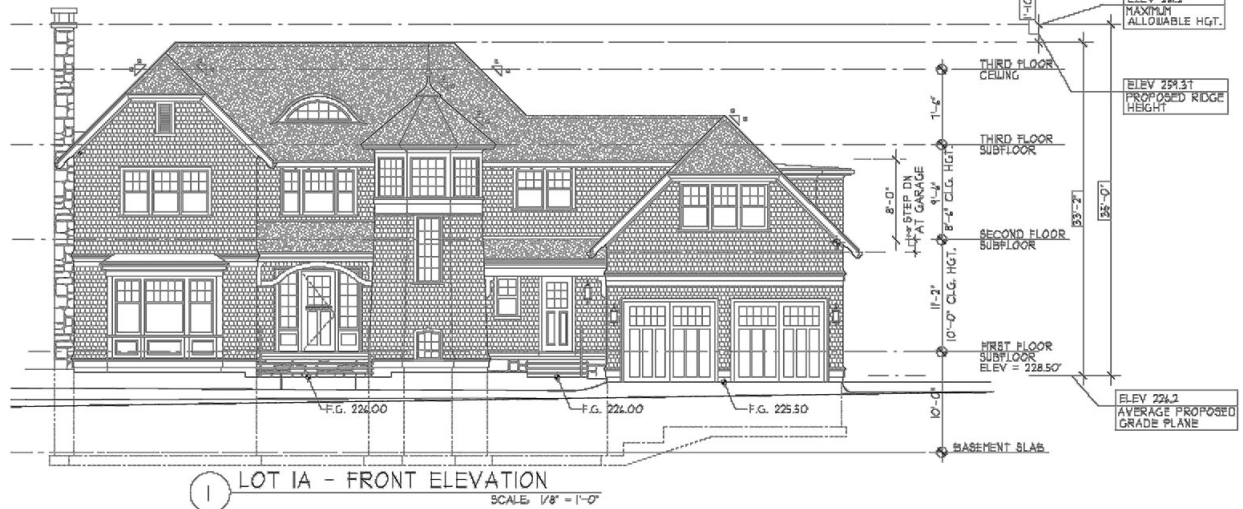 MAXIMUM
ALLOWABLE HGT.
THIRD FLOOR
CEILING
ELEV 259.37
PROPOSED RIDGE
HEIGHT
THIRD FLOOR
SUBFLOOR
8'-0"
STEP DN
AT GARAGE
9'-6"
8'-6" CLG. HGT.
33'-2"
35'-0"
SECOND FLOOR
SUBFLOOR
11'-2"
10'-0" CLG. HGT.
FIRST FLOOR
SUBFLOOR
ELEV = 228.50'
F.G. 226.00
F.G. 226.00
F.G. 225.50
10'-0"
ELEV 226.2
AVERAGE PROPOSED
GRADE PLANE
BASEMENT SLAB
1 LOT 1A - FRONT ELEVATION
SCALE: 1/8" = 1'-0"